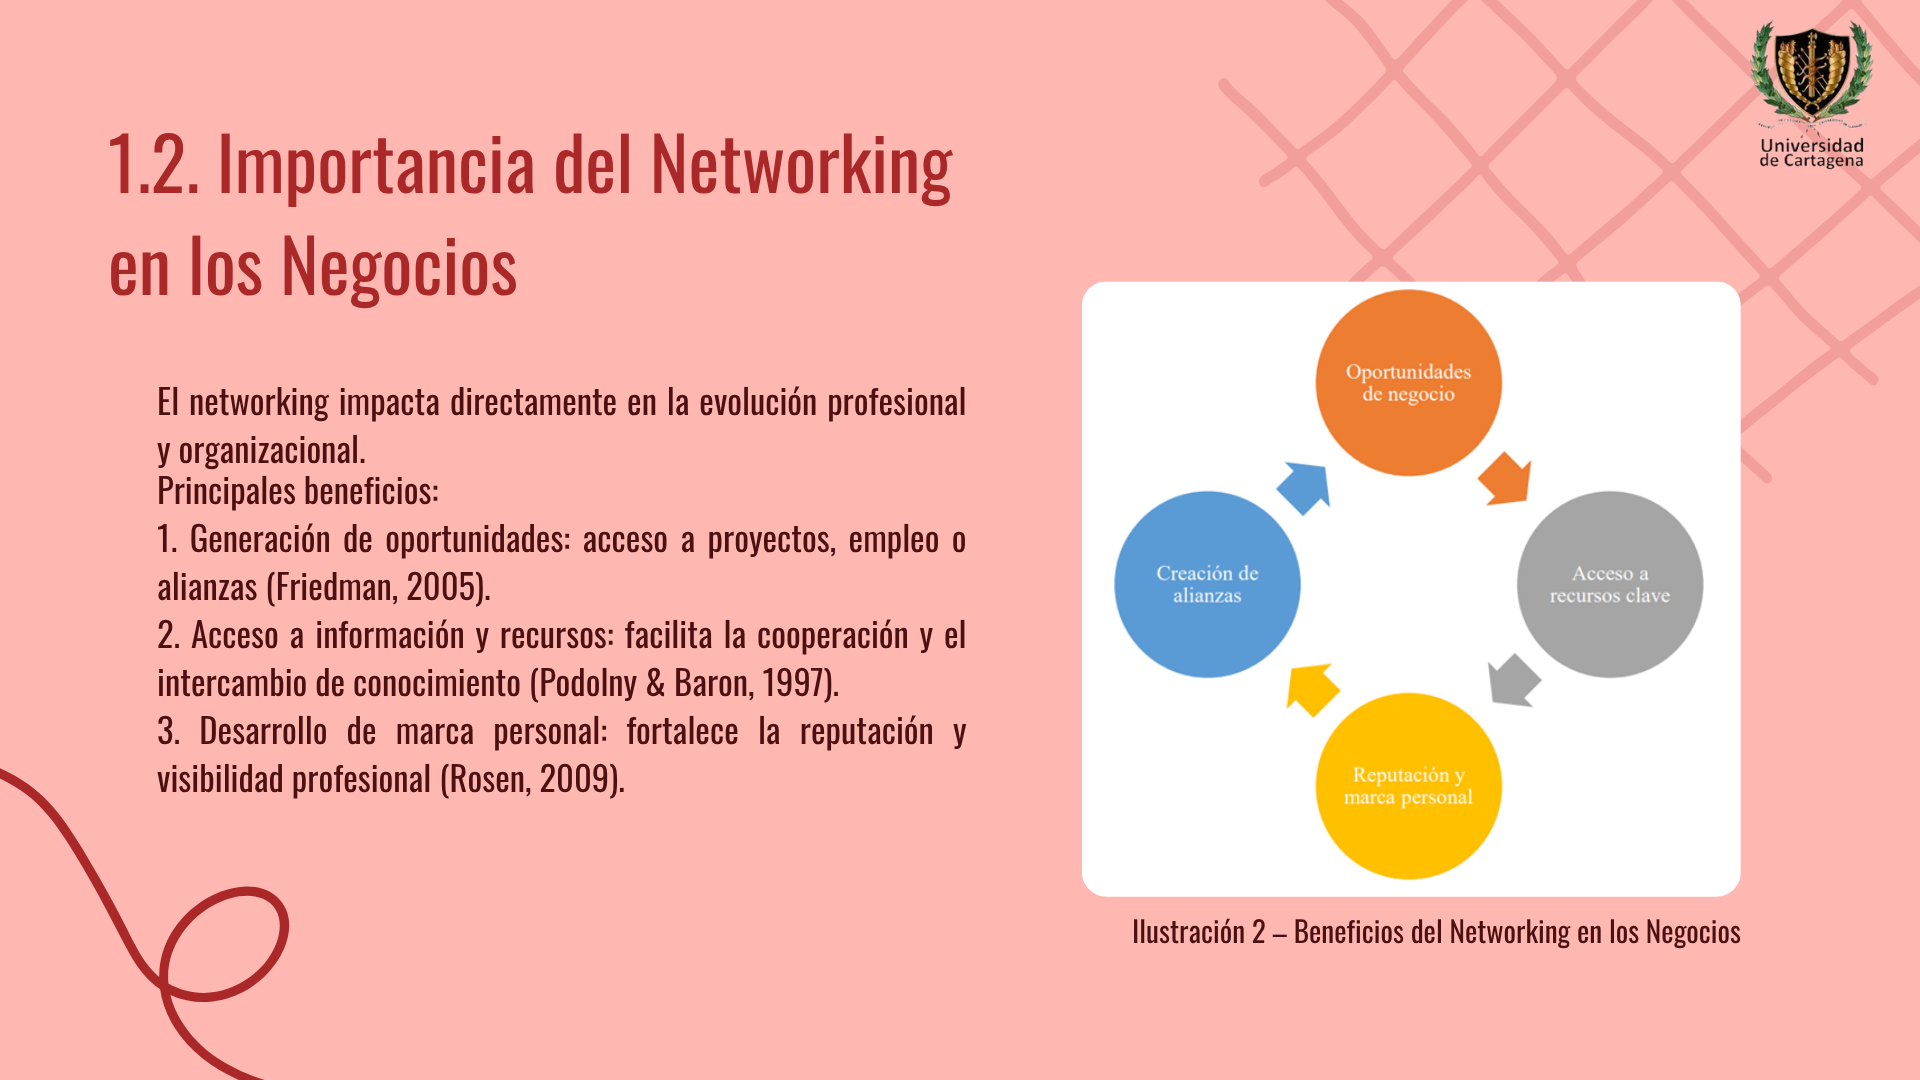 Universidad
de Cartagena
1.2. Importancia del Networking
en los Negocios
El networking impacta directamente en la evolución profesional
y organizacional.
Principales beneficios:
1. Generación de oportunidades: acceso a proyectos, empleo o
alianzas (Friedman, 2005).
2. Acceso a información y recursos: facilita la cooperación y el
intercambio de conocimiento (Podolny & Baron, 1997).
3. Desarrollo de marca personal: fortalece la reputación y
visibilidad profesional (Rosen, 2009).
Oportunidades
de negocio
Acceso a
recursos clave
Reputación y
marca personal
Creación de
alianzas
Ilustración 2 – Beneficios del Networking en los Negocios